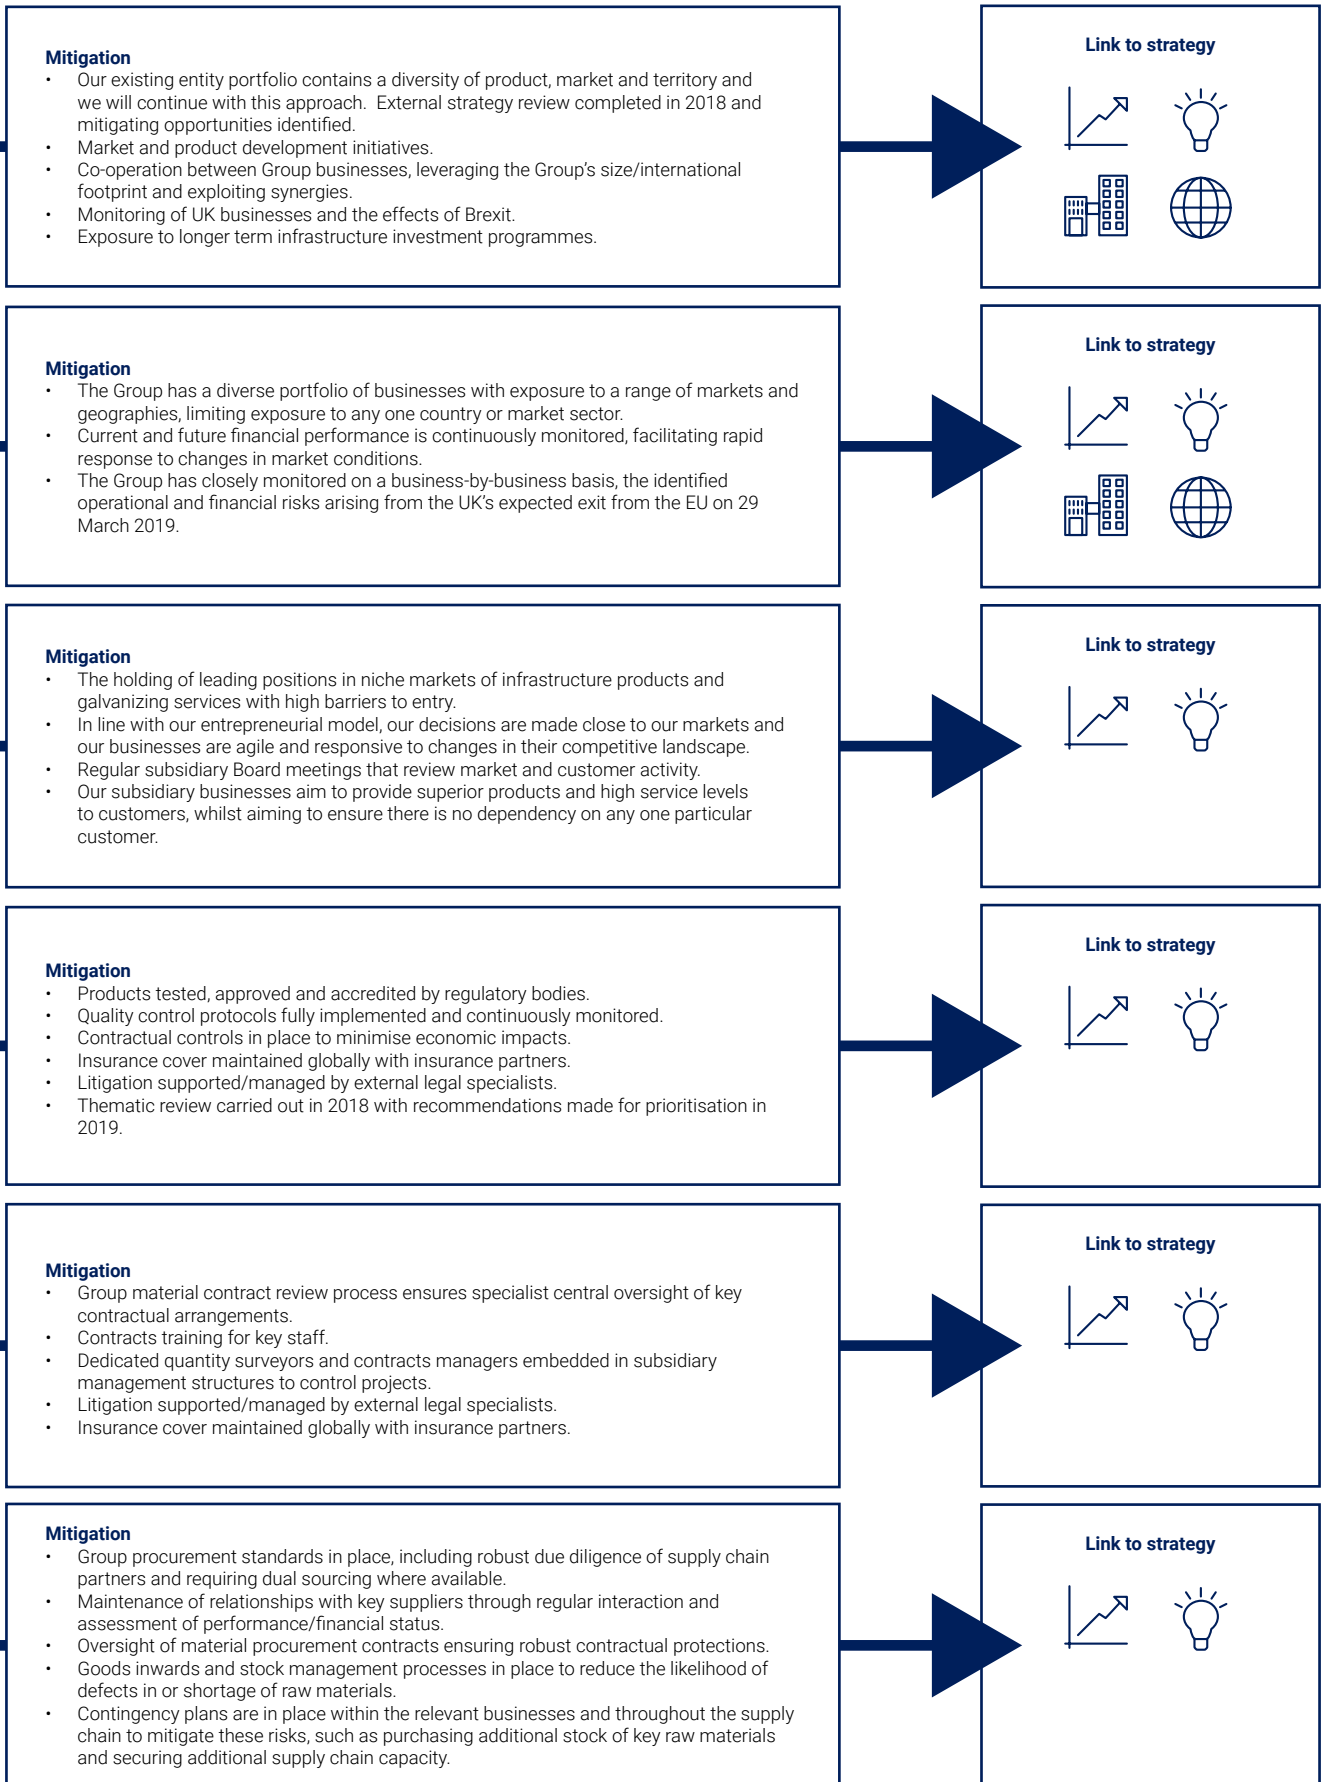 Mitigation
• Our existing entity portfolio contains a diversity of product, market and territory and
we will continue with this approach.  External strategy review completed in 2018 and
mitigating opportunities identified.
• Market and product development initiatives.
• Co-operation between Group businesses, leveraging the Group's size/international
footprint and exploiting synergies.
• Monitoring of UK businesses and the effects of Brexit.
• Exposure to longer term infrastructure investment programmes.
Link to strategy
Mitigation
• The Group has a diverse portfolio of businesses with exposure to a range of markets and
geographies, limiting exposure to any one country or market sector.
• Current and future financial performance is continuously monitored, facilitating rapid
response to changes in market conditions.
• The Group has closely monitored on a business-by-business basis, the identified
operational and financial risks arising from the UK's expected exit from the EU on 29
March 2019.
Link to strategy
Mitigation
• The holding of leading positions in niche markets of infrastructure products and
galvanizing services with high barriers to entry.
• In line with our entrepreneurial model, our decisions are made close to our markets and
our businesses are agile and responsive to changes in their competitive landscape.
• Regular subsidiary Board meetings that review market and customer activity.
• Our subsidiary businesses aim to provide superior products and high service levels
to customers, whilst aiming to ensure there is no dependency on any one particular
customer.
Link to strategy
Mitigation
• Products tested, approved and accredited by regulatory bodies.
• Quality control protocols fully implemented and continuously monitored.
• Contractual controls in place to minimise economic impacts.
• Insurance cover maintained globally with insurance partners.
• Litigation supported/managed by external legal specialists.
• Thematic review carried out in 2018 with recommendations made for prioritisation in
2019.
Link to strategy
Mitigation
• Group material contract review process ensures specialist central oversight of key
contractual arrangements.
• Contracts training for key staff.
• Dedicated quantity surveyors and contracts managers embedded in subsidiary
management structures to control projects.
• Litigation supported/managed by external legal specialists.
• Insurance cover maintained globally with insurance partners.
Link to strategy
Mitigation
• Group procurement standards in place, including robust due diligence of supply chain
partners and requiring dual sourcing where available.
• Maintenance of relationships with key suppliers through regular interaction and
assessment of performance/financial status.
• Oversight of material procurement contracts ensuring robust contractual protections.
• Goods inwards and stock management processes in place to reduce the likelihood of
defects in or shortage of raw materials.
• Contingency plans are in place within the relevant businesses and throughout the supply
chain to mitigate these risks, such as purchasing additional stock of key raw materials
and securing additional supply chain capacity.
Link to strategy